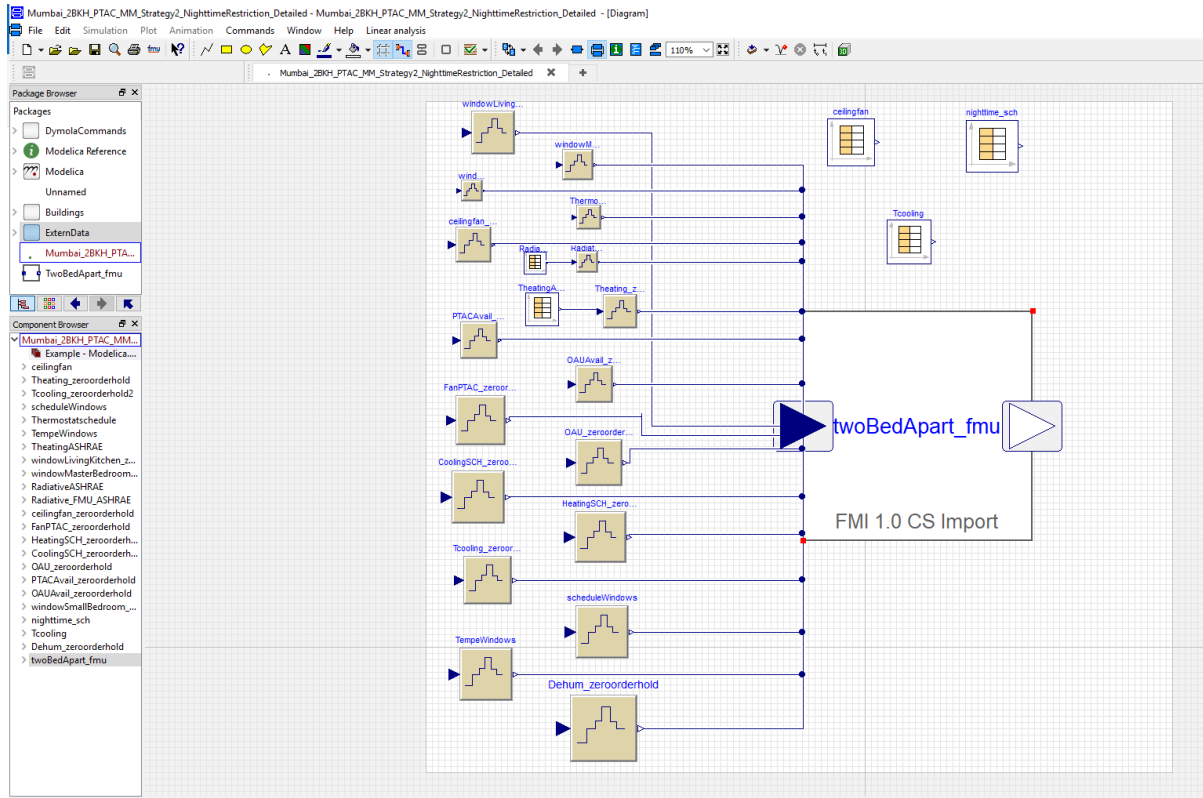 Mumbai_2BKH_PTAC_MM_Strategy2_NighttimeRestriction_Detailed - Mumbai_2BKH_PTAC_MM_Strategy2_NighttimeRestriction_Detailed - [Diagram]
File Edit Simulation Plot Animation Commands Window Help Linear analysis
A fmu 110% 3D
Mumbai_2BKH_PTAC_MM_Strategy2_NighttimeRestriction_Detailed
Package Browser
Packages
DymolaCommands
Modelica Reference
Modelica
Unnamed
Buildings
ExternData
Mumbai_2BKH_PTA...
TwoBedApart_fmu
Component Browser
Mumbai_2BKH_PTAC_MM...
Example - Modelica....
ceilingfan
Theating_zeroorderhold
Tcooling_zeroorderhold2
scheduleWindows
Thermostatschedule
TempeWindows
TheatingASHRAE
windowLivingKitchen_z...
windowMasterBedroom...
RadiativeASHRAE
Radiative_FMU_ASHRAE
ceilingfan_zeroorderhold
FanPTAC_zeroorderhold
HeatingSCH_zeroorderh...
CoolingSCH_zeroorderh...
OAU_zeroorderhold
PTACAvail_zeroorderhold
OAUAvail_zeroorderhold
windowSmallBedroom_...
nighttime_sch
Tcooling
Dehum_zeroorderhold
twoBedApart_fmu
windowLiving...
windowM...
wind...
Thermo...
ceilingfan_...
Radia...
Radiat...
TheatingA...
Theating_z...
PTACAvail_...
OAUAvail_z...
FanPTAC_zeroor...
OAU_zeroorder...
CoolingSCH_zeroo...
HeatingSCH_zero...
Tcooling_zeroor...
scheduleWindows
TempeWindows
Dehum_zeroorderhold
ceilingfan
nighttime_sch
Tcooling
twoBedApart_fmu
FMI 1.0 CS Import